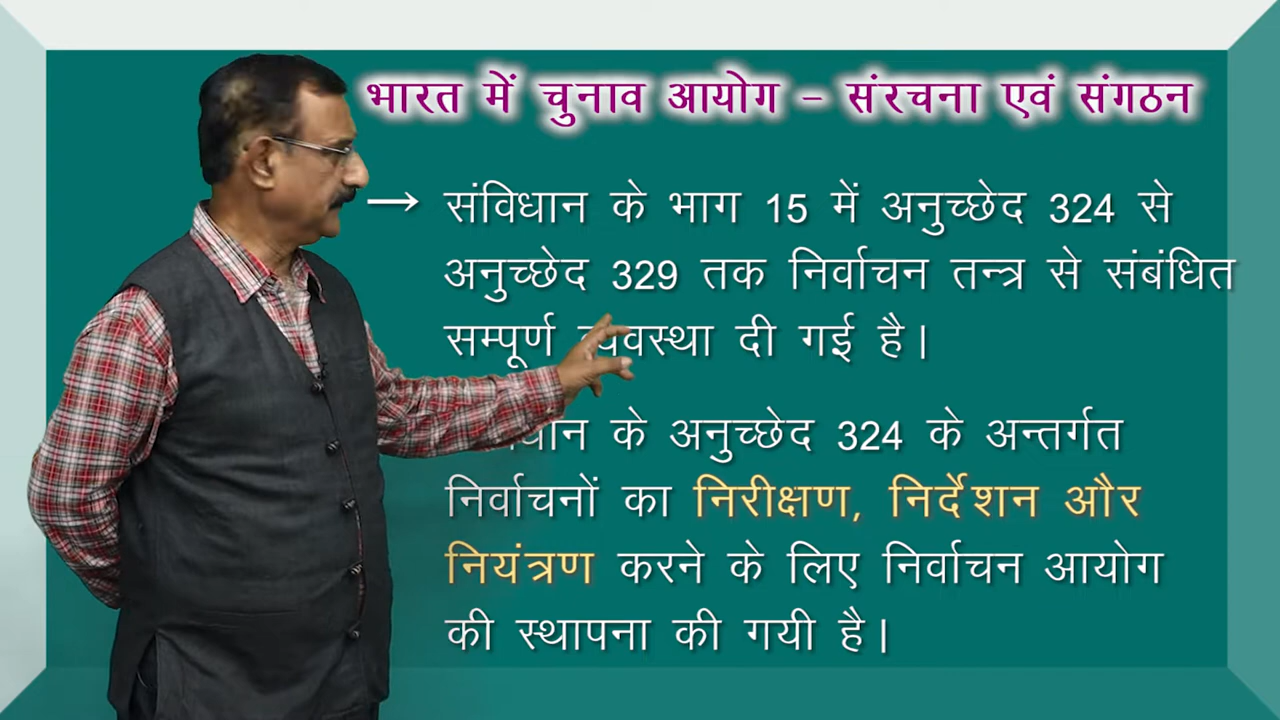 भारत में चुनाव आयोग – संरचना एवं संगठन
→ संविधान के भाग 15 में अनुच्छेद 324 से
अनुच्छेद 329 तक निर्वाचन तन्त्र से संबंधित
सम्पूर्ण व्यवस्था दी गई है।
के अनुच्छेद 324 के अन्तर्गत
निर्वाचनों का निरीक्षण, निर्देशन और
नियंत्रण करने के लिए निर्वाचन आयोग
की स्थापना की गयी है।